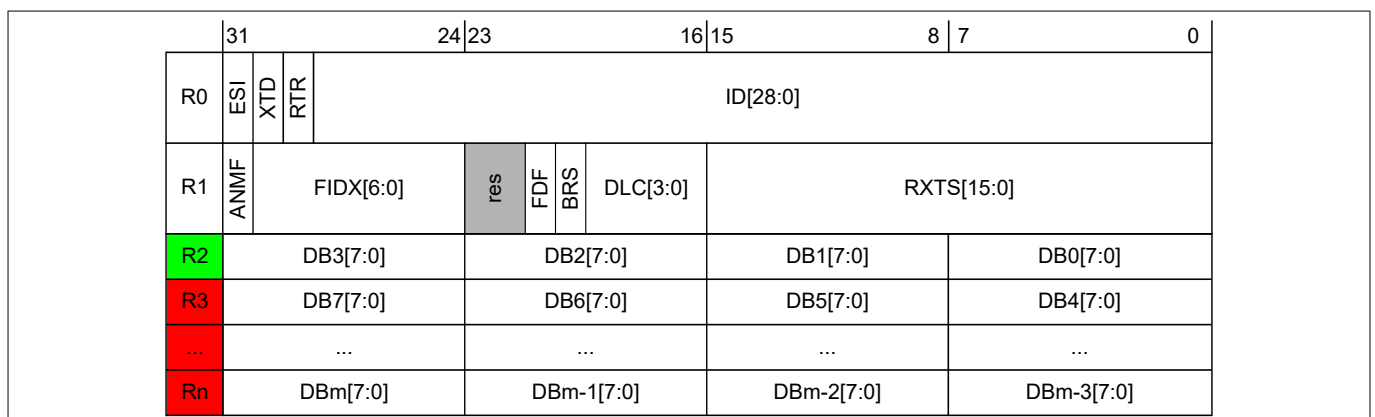 31 24 23 16 15 8 7 0
R0 ESI XTD RTR ID[28:0]
R1 ANMF FIDX[6:0] res FDF BRS DLC[3:0] RXTS[15:0]
R2 DB3[7:0] DB2[7:0] DB1[7:0] DB0[7:0]
R3 DB7[7:0] DB6[7:0] DB5[7:0] DB4[7:0]
... ... ... ... ...
Rn DBm[7:0] DBm-1[7:0] DBm-2[7:0] DBm-3[7:0]